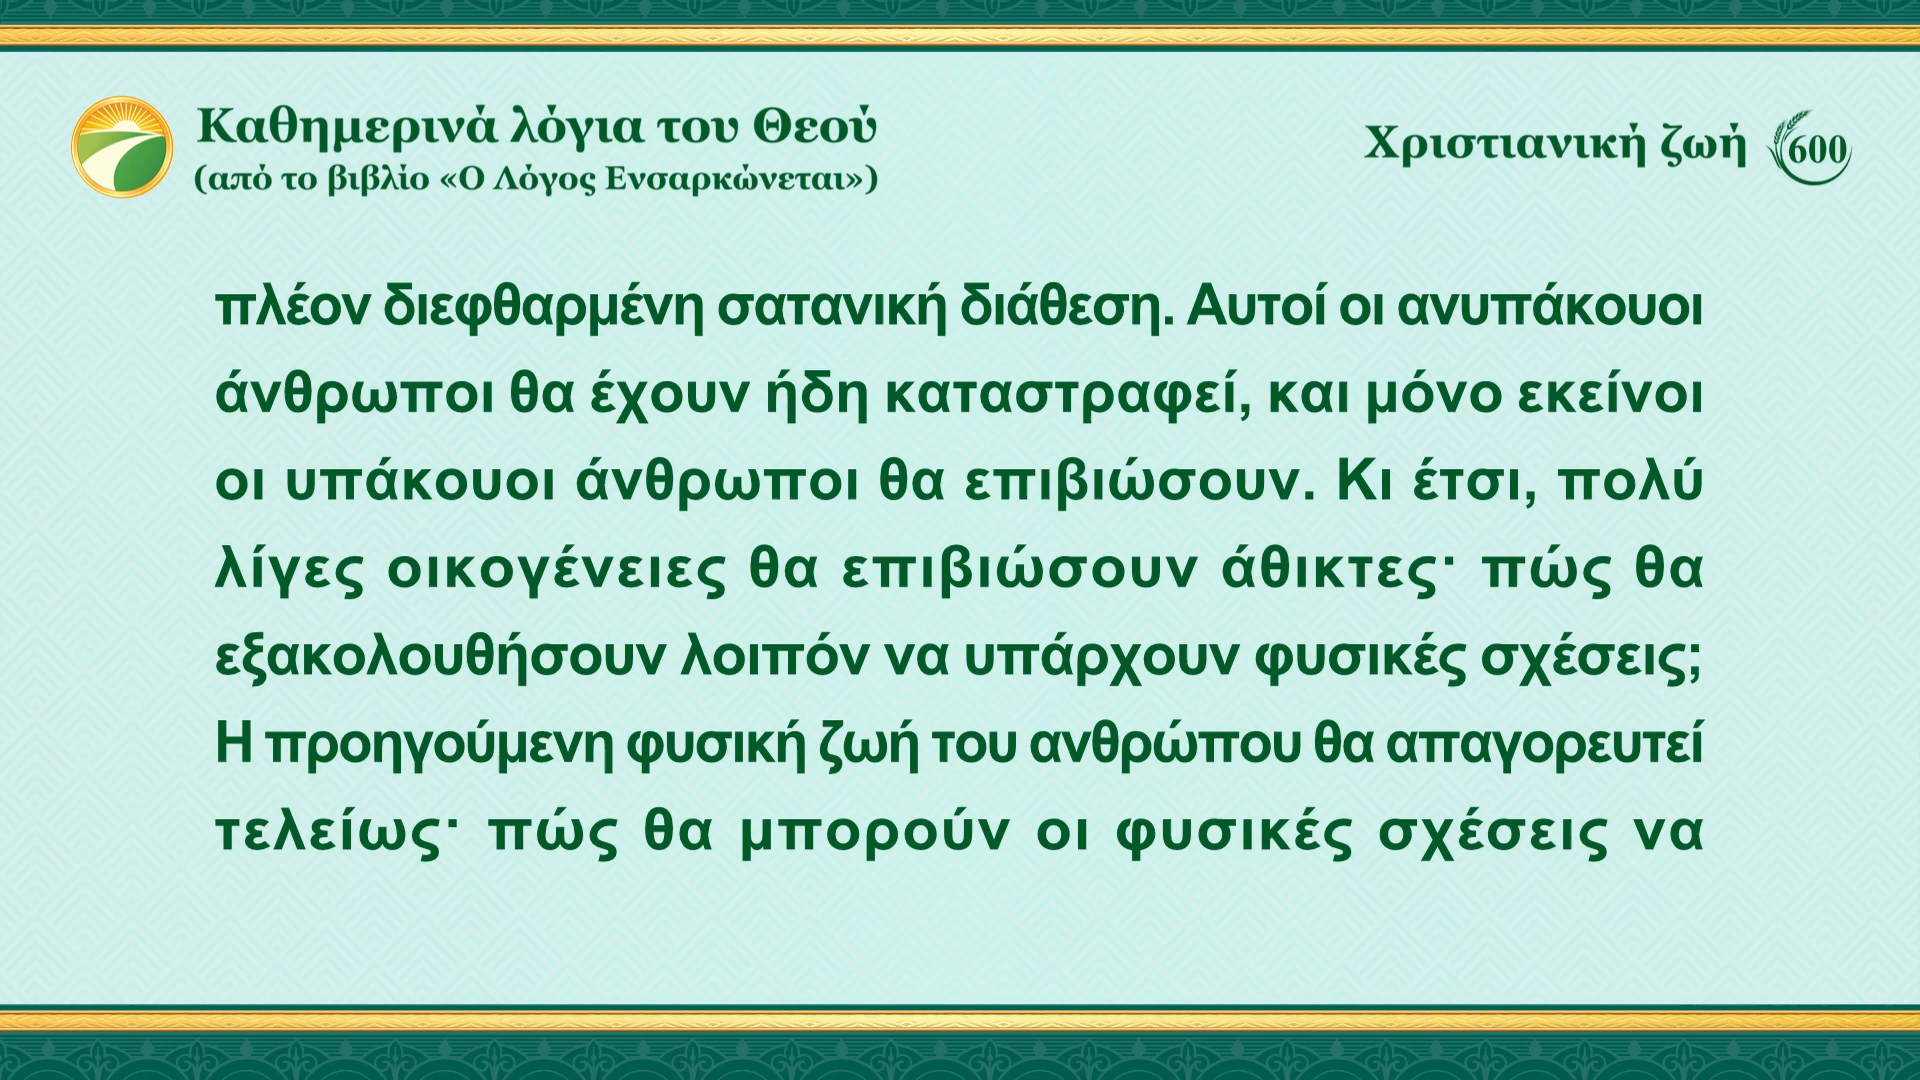 Καθημερινά λόγια του Θεού
(από το βιβλίο «Ο Λόγος Ενσαρκώνεται»)
Χριστιανική ζωή 600
πλέον διεφθαρμένη σατανική διάθεση. Αυτοί οι ανυπάκουοι
άνθρωποι θα έχουν ήδη καταστραφεί, και μόνο εκείνοι
οι υπάκουοι άνθρωποι θα επιβιώσουν. Κι έτσι, πολύ
λίγες οικογένειες θα επιβιώσουν άθικτες· πώς θα
εξακολουθήσουν λοιπόν να υπάρχουν φυσικές σχέσεις;
Η προηγούμενη φυσική ζωή του ανθρώπου θα απαγορευτεί
τελείως· πώς θα μπορούν οι φυσικές σχέσεις να